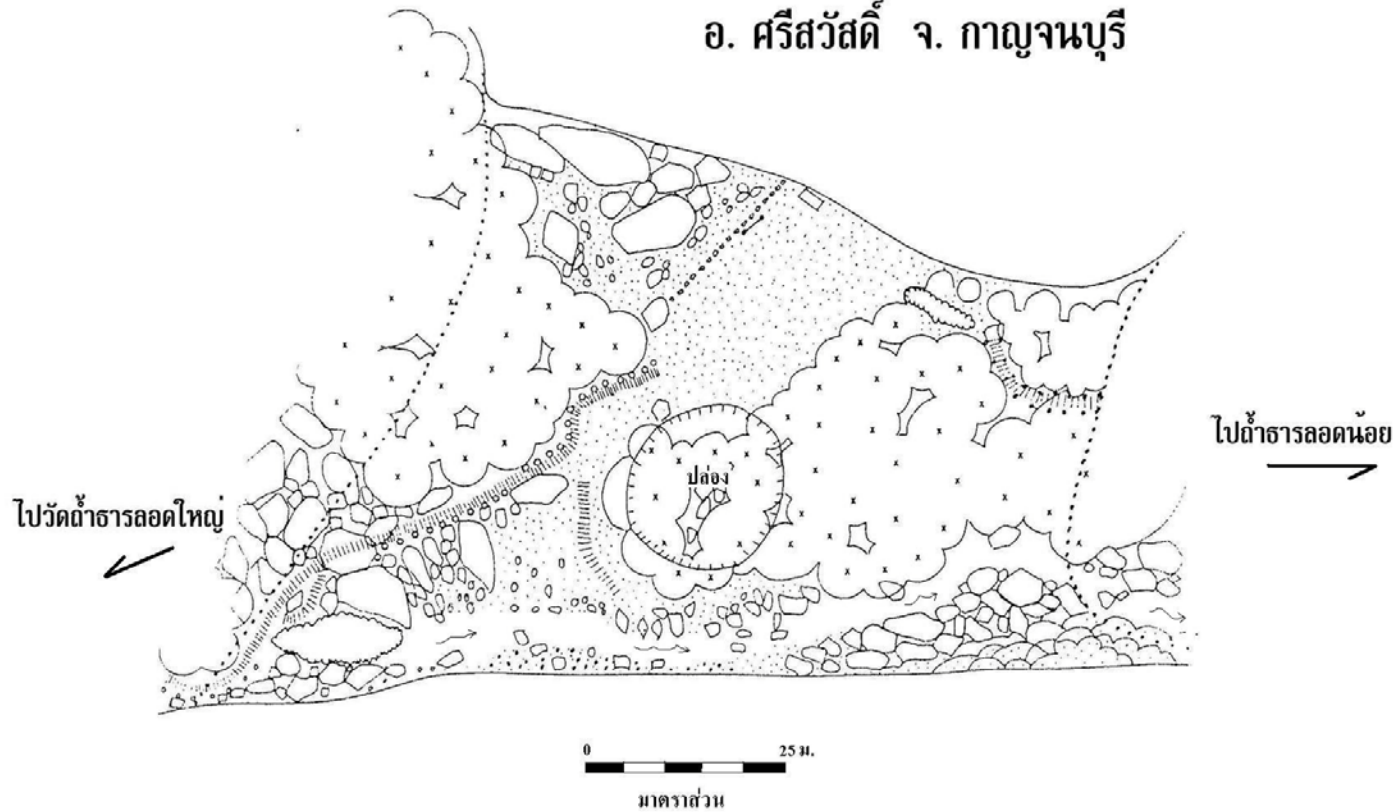 อ. ศรีสวัสดิ์ จ. กาญจนบุรี
ไปถ้ำธารลอดน้อย
ปล่อง
ไปวัดถ้ำธารลอดใหญ่
0 25 ม.
มาตราส่วน